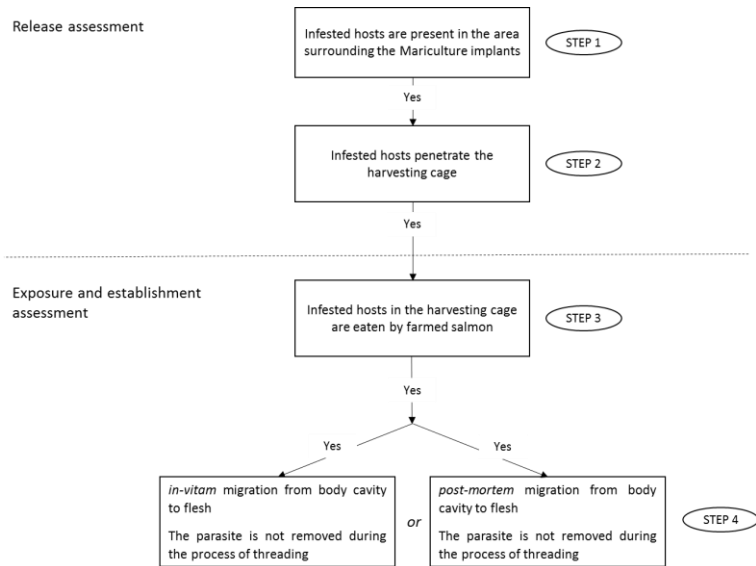 Release assessment
Infested hosts are present in the area
surrounding the Mariculture implants
STEP 1
Yes
Infested hosts penetrate the
harvesting cage
STEP 2
Yes
Exposure and establishment
assessment
Infested hosts in the harvesting cage
are eaten by farmed salmon
STEP 3
Yes
Yes
Yes
in-vitam migration from body cavity
to flesh
The parasite is not removed during
the process of threading
or
post-mortem migration from body
cavity to flesh
The parasite is not removed during
the process of threading
STEP 4